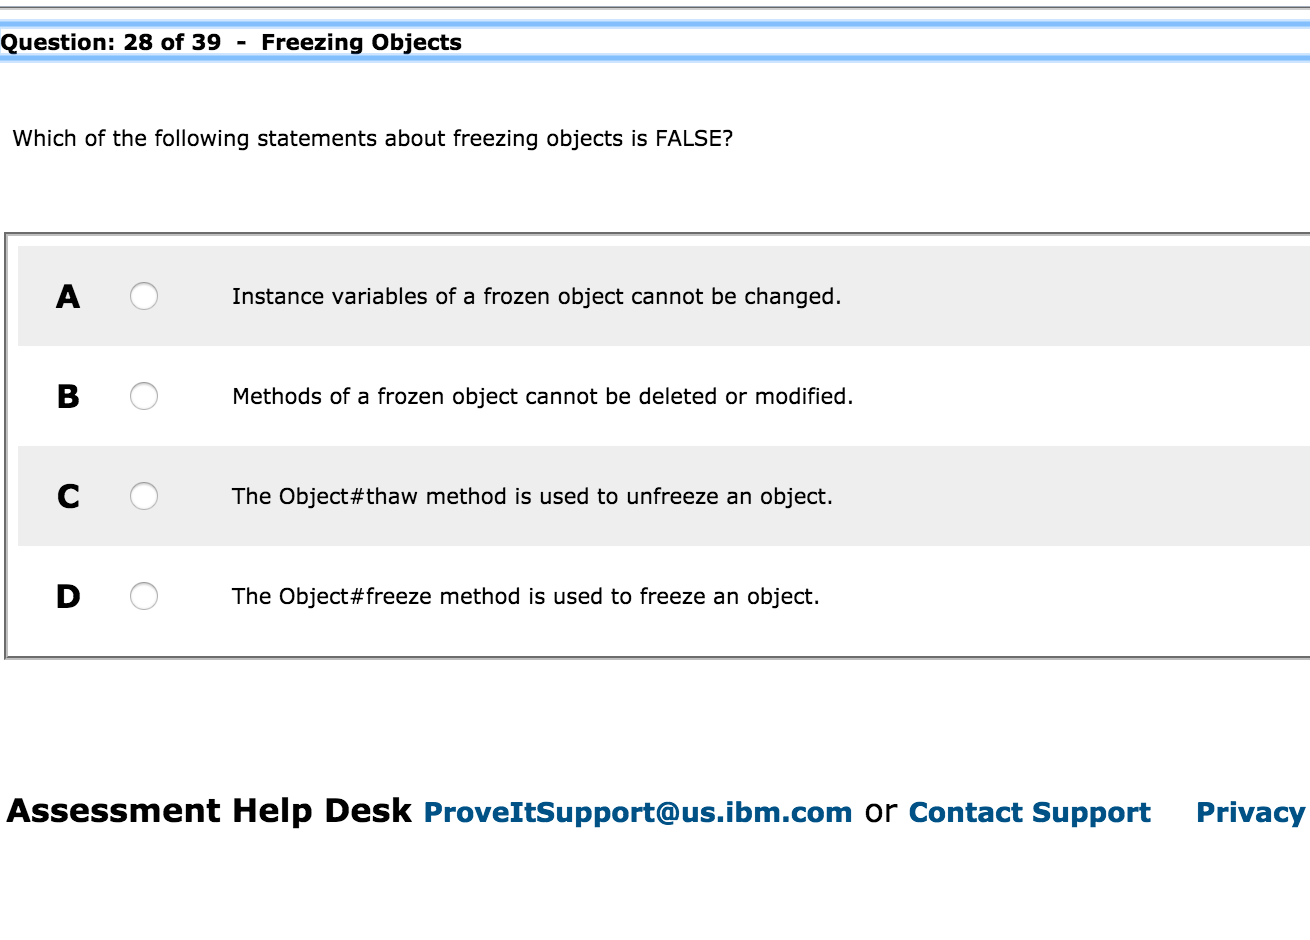 Question: 28 of 39 - Freezing Objects
Which of the following statements about freezing objects is FALSE?
A Instance variables of a frozen object cannot be changed.
B Methods of a frozen object cannot be deleted or modified.
C The Object#thaw method is used to unfreeze an object.
D The Object#freeze method is used to freeze an object.
Assessment Help Desk ProveItSupport@us.ibm.com or Contact Support Privacy